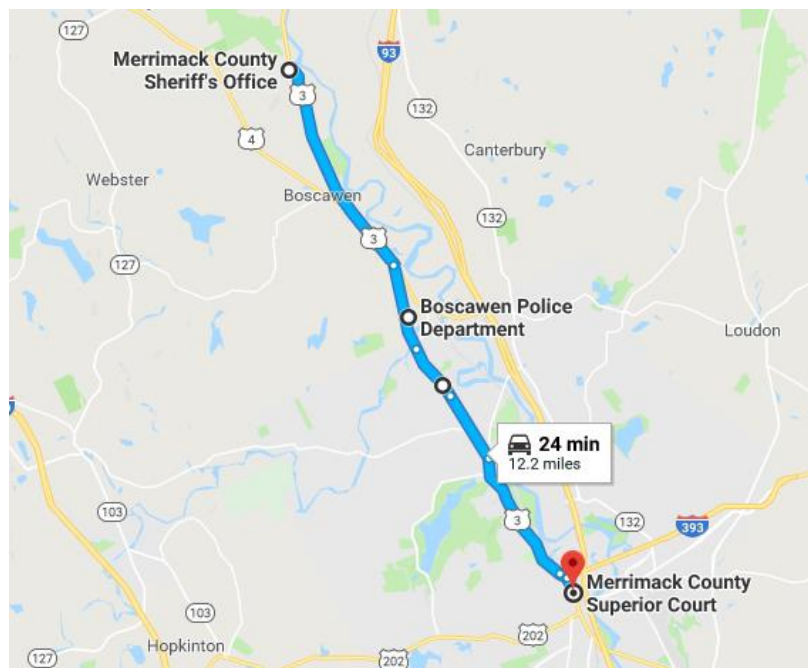 127
93
Merrimack County
Sheriff's Office
3
132
4
Canterbury
Webster
Boscawen
132
3
127
Boscawen Police
Department
Loudon
24 min
12.2 miles
103
3
132
393
Merrimack County
Superior Court
103
202
Hopkinton
127
202